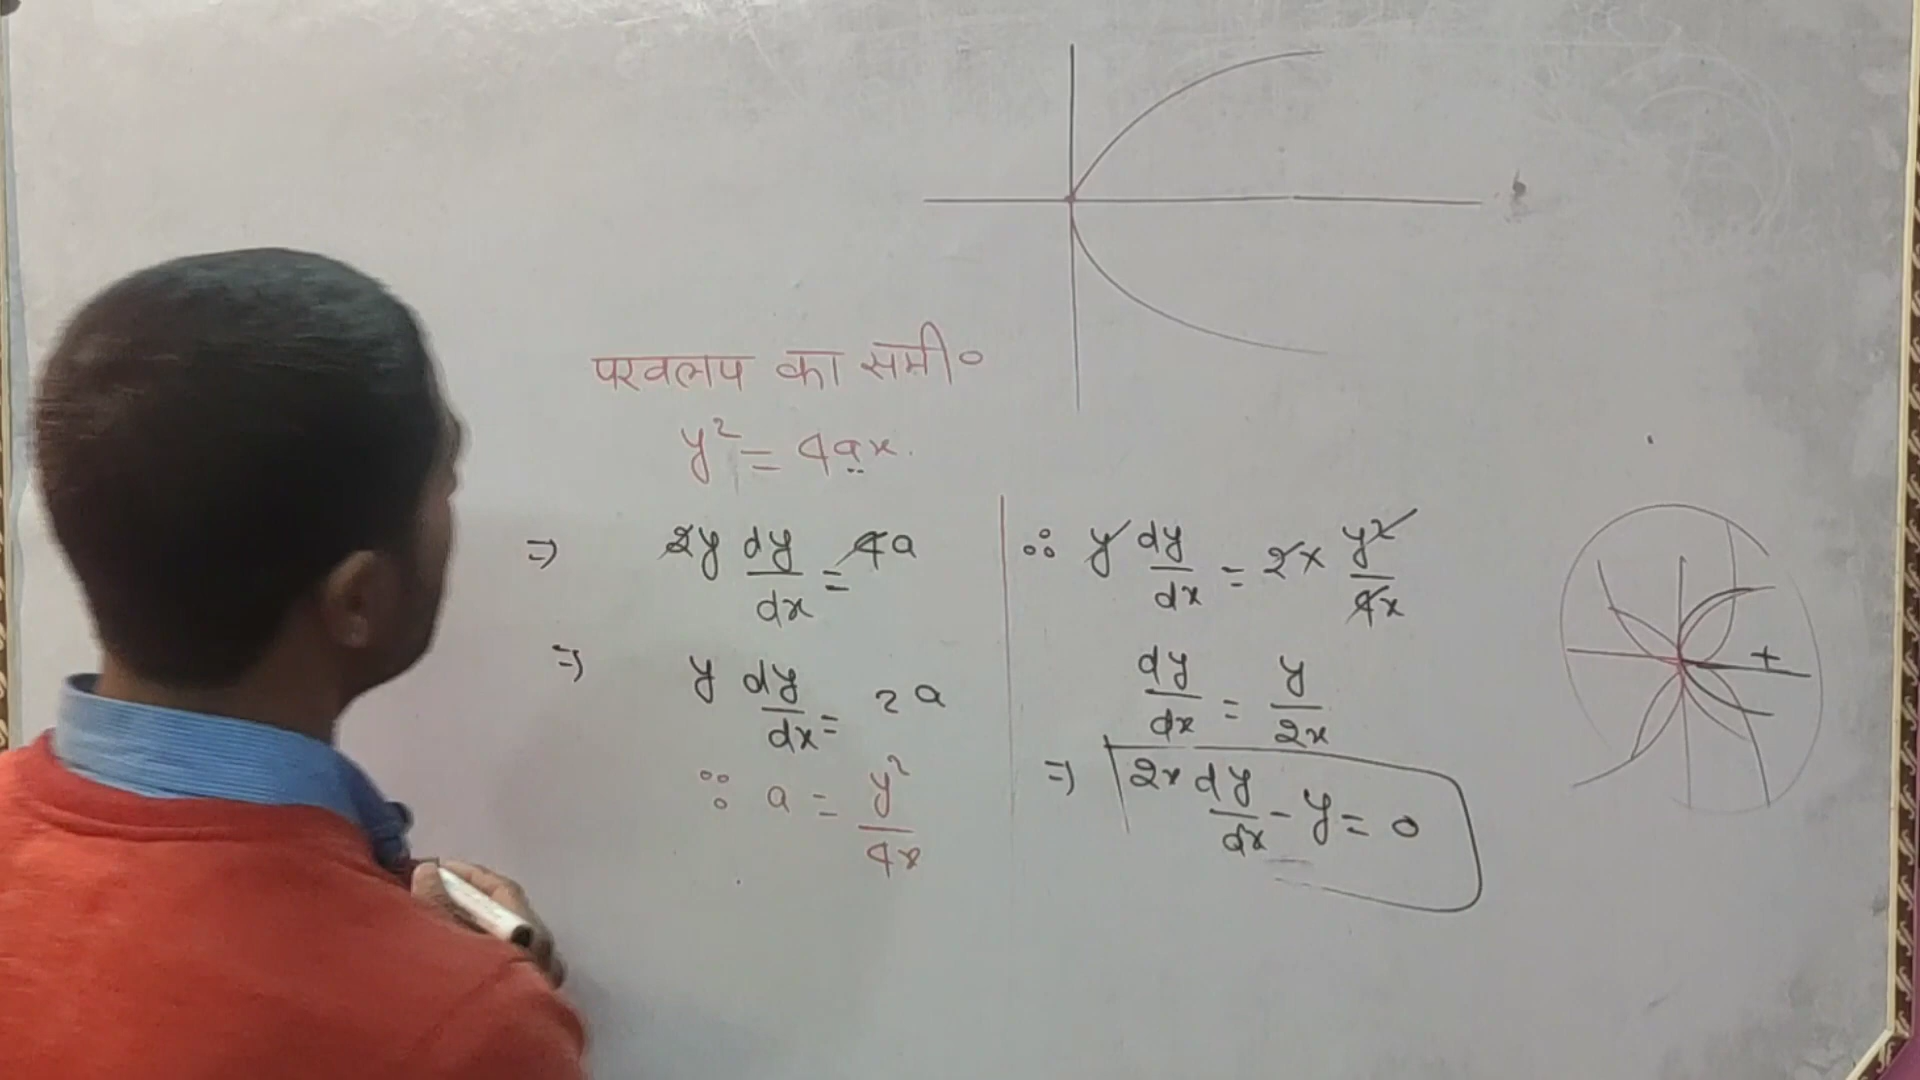 परवलय का समी०
y² = 4ax.
⇒ 2y dy/dx = 4a
⇒ y dy/dx = 2a
∵ a = y²/4x
∴ y dy/dx = 2x y²/4x
dy/dx = y/2x
⇒ 2x dy/dx - y = 0
+